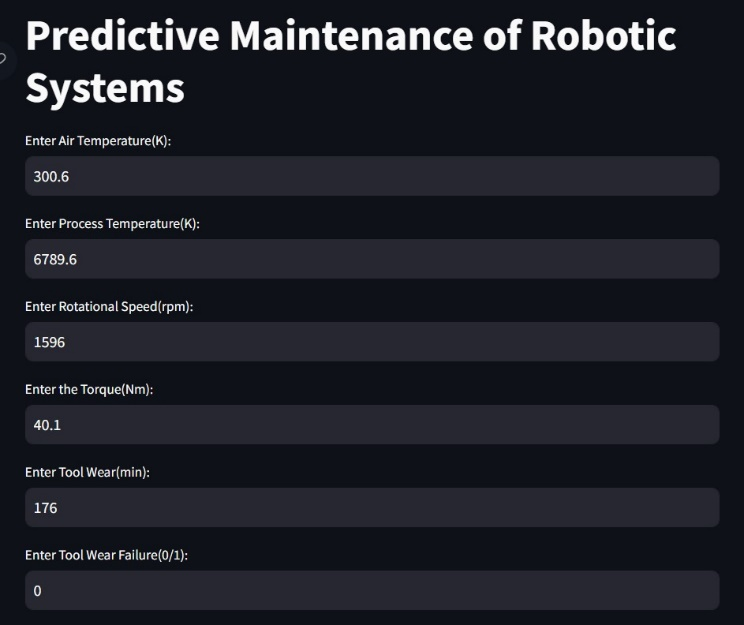 Predictive Maintenance of Robotic
Systems
Enter Air Temperature(K):
300.6
Enter Process Temperature(K):
6789.6
Enter Rotational Speed(rpm):
1596
Enter the Torque(Nm):
40.1
Enter Tool Wear(min):
176
Enter Tool Wear Failure(0/1):
0